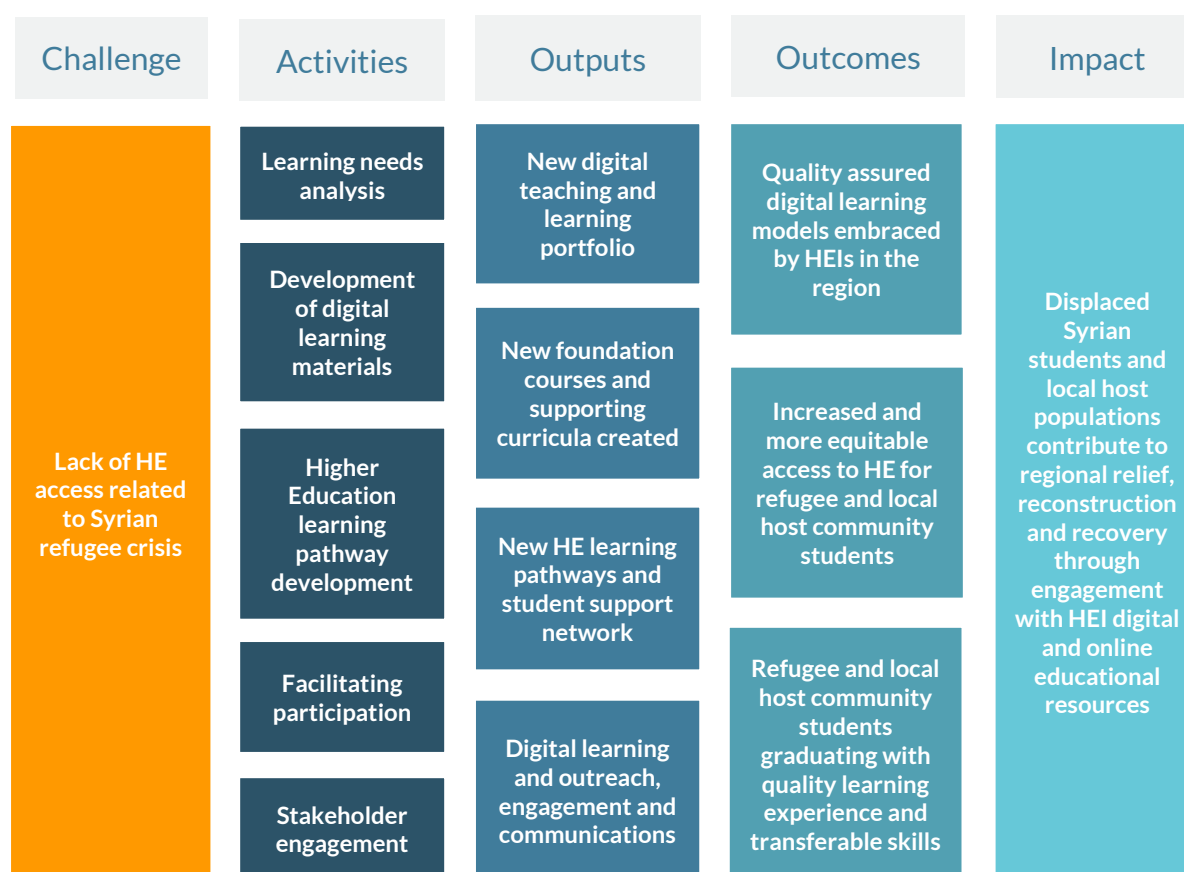 Challenge
Activities
Outputs
Outcomes
Impact
Lack of HE
access related
to Syrian
refugee crisis
Learning needs
analysis
Development
of digital
learning
materials
Higher
Education
learning
pathway
development
Facilitating
participation
Stakeholder
engagement
New digital
teaching and
learning
portfolio
New foundation
courses and
supporting
curricula created
New HE learning
pathways and
student support
network
Digital learning
and outreach,
engagement and
communications
Quality assured
digital learning
models embraced
by HEIs in the
region
Increased and
more equitable
access to HE for
refugee and local
host community
students
Refugee and local
host community
students
graduating with
quality learning
experience and
transferable skills
Displaced
Syrian
students and
local host
populations
contribute to
regional relief,
reconstruction
and recovery
through
engagement
with HEI digital
and online
educational
resources